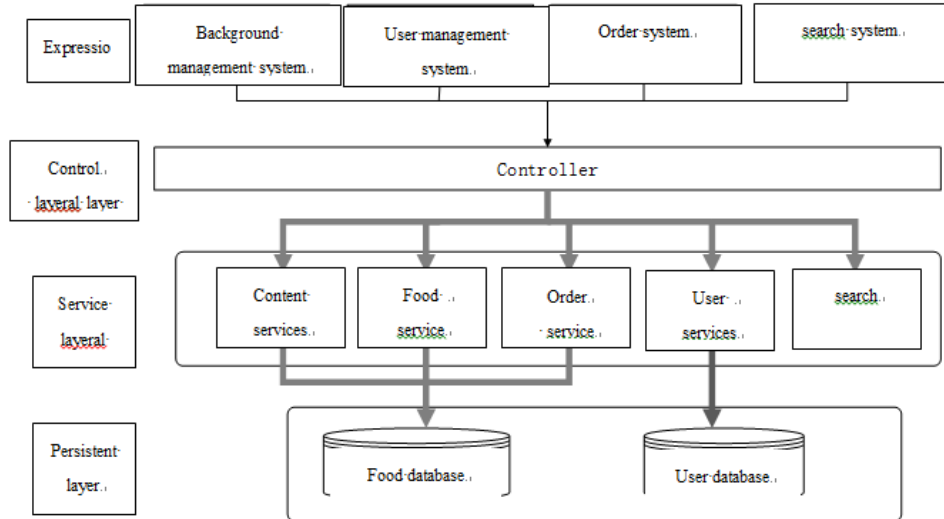 Expressio
Background
management system.
User management
system.
Order system.
search system.
Control.
layeral layer
Controller
Service
layeral
Content
services.
Food .
service.
Order.
service.
User .
services.
search.
Persistent
layer.
Food database.
User database.